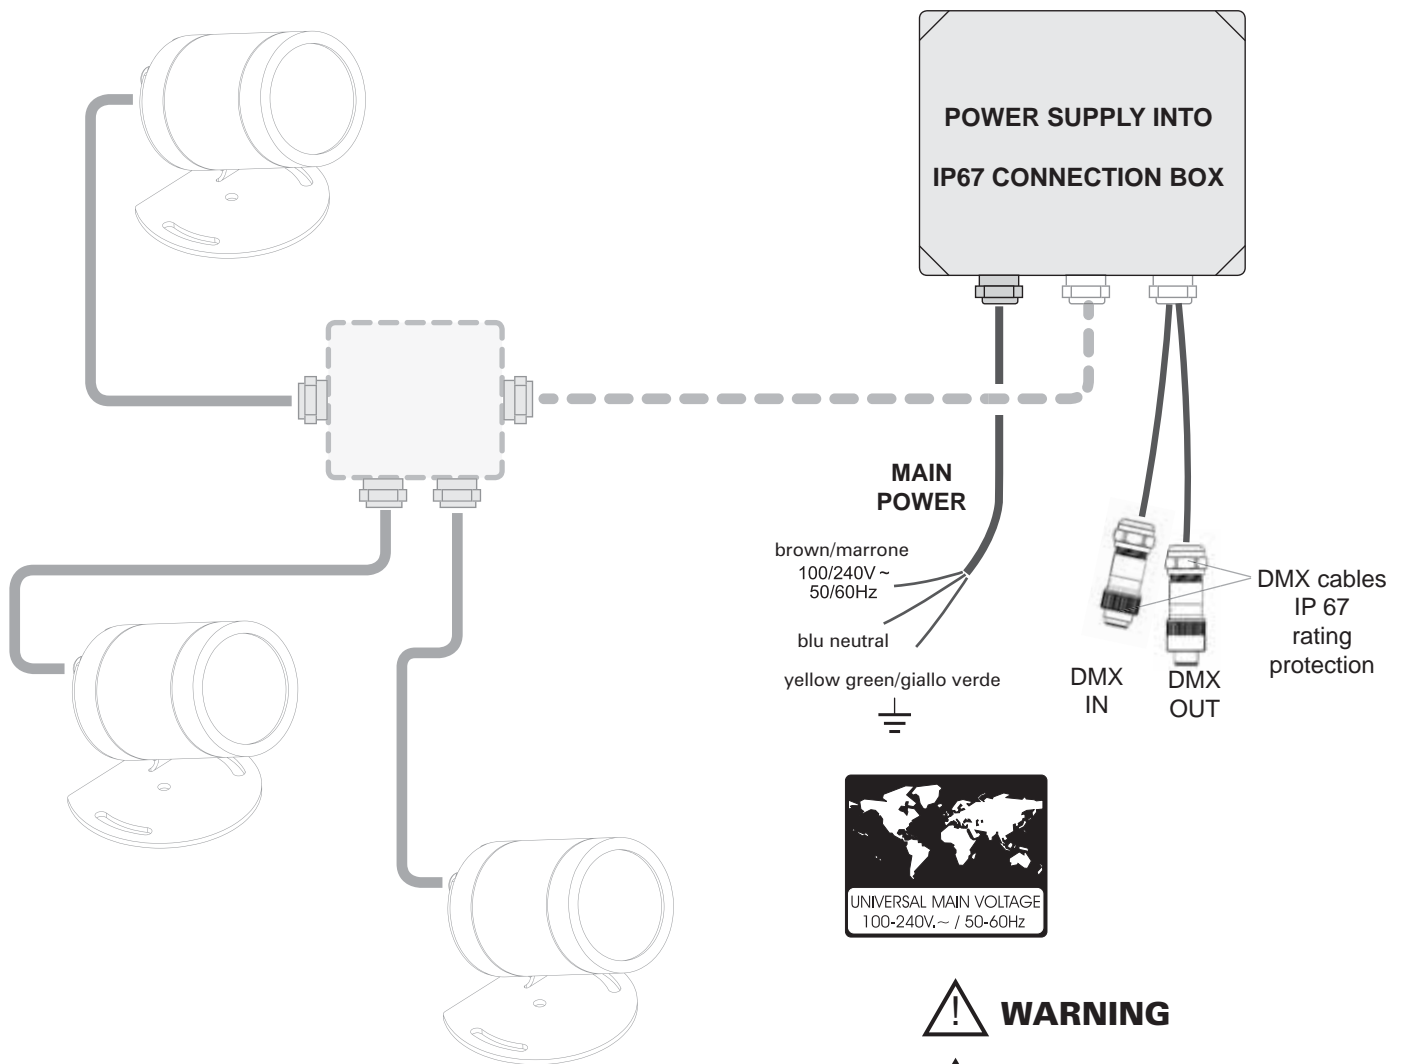 POWER SUPPLY INTO
IP67 CONNECTION BOX
MAIN
POWER
brown/marrone
100/240V ~
50/60Hz
blu neutral
yellow green/giallo verde
DMX
IN
DMX
OUT
DMX cables
IP 67
rating
protection
UNIVERSAL MAIN VOLTAGE
100-240V.~ / 50-60Hz
! WARNING